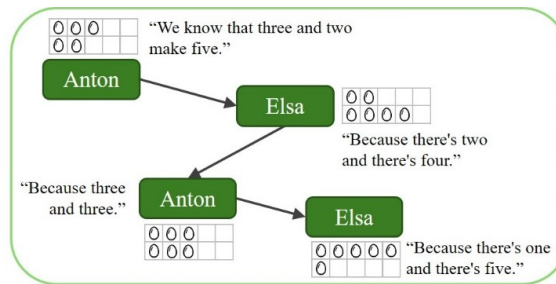 “We know that three and two
make five.”
Anton
Elsa
“Because there's two
and there's four.”
“Because three
and three.”
Anton
Elsa
“Because there's one
and there's five.”